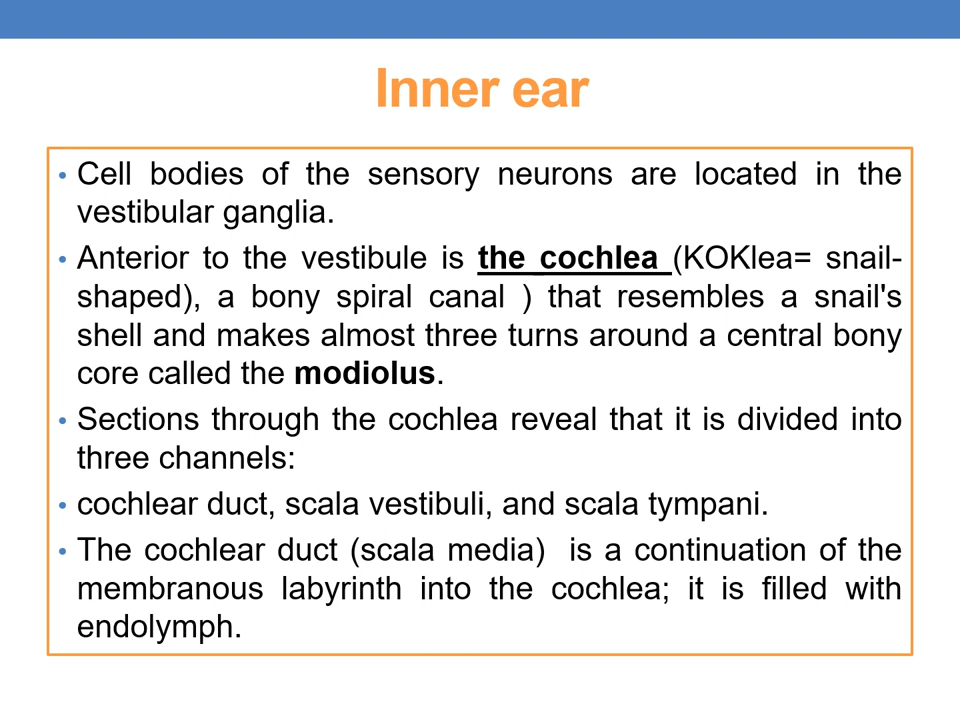 Inner ear
• Cell bodies of the sensory neurons are located in the
vestibular ganglia.
• Anterior to the vestibule is the cochlea (KOKlea= snail-
shaped), a bony spiral canal ) that resembles a snail's
shell and makes almost three turns around a central bony
core called the modiolus.
• Sections through the cochlea reveal that it is divided into
three channels:
• cochlear duct, scala vestibuli, and scala tympani.
• The cochlear duct (scala media)  is a continuation of the
membranous labyrinth into the cochlea; it is filled with
endolymph.